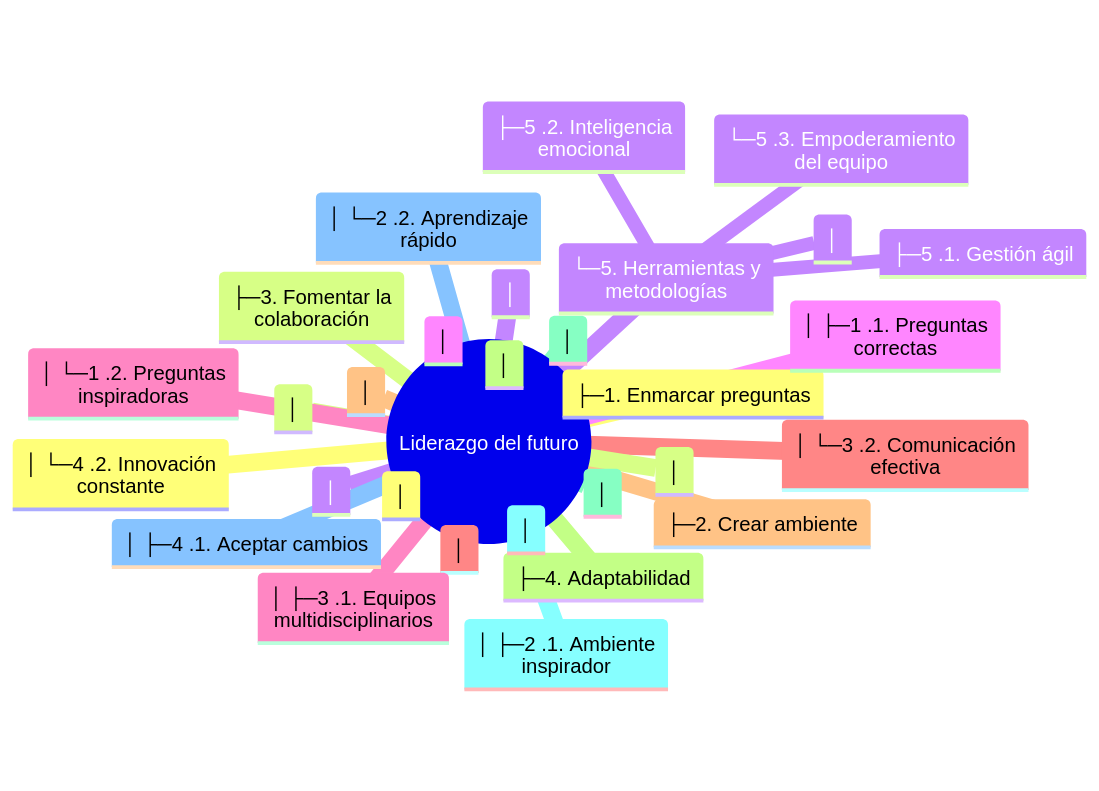 ├─5 .2. Inteligencia
emocional
└─5 .3. Empoderamiento
del equipo
│ └─2 .2. Aprendizaje
rápido
│
├─5 .1. Gestión ágil
└─5. Herramientas y
metodologías
│
├─3. Fomentar la
colaboración
│
│
│
│ ├─1 .1. Preguntas
correctas
│ └─1 .2. Preguntas
inspiradoras
│
│
├─1. Enmarcar preguntas
Liderazgo del futuro
│ └─3 .2. Comunicación
efectiva
│ └─4 .2. Innovación
constante
│
│
│
│
├─2. Crear ambiente
│ ├─4 .1. Aceptar cambios
│
│
├─4. Adaptabilidad
│ ├─3 .1. Equipos
multidisciplinarios
│ ├─2 .1. Ambiente
inspirador